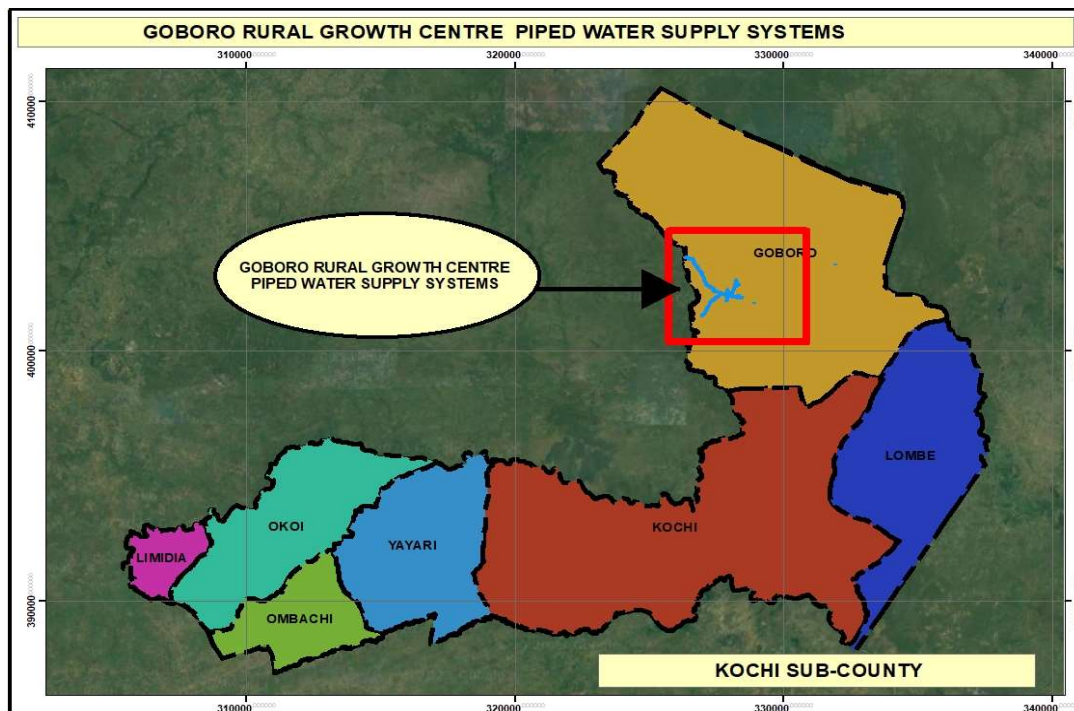 GOBORO RURAL GROWTH CENTRE PIPED WATER SUPPLY SYSTEMS
310000 320000 330000 340000
410000
GOBORO
GOBORO RURAL GROWTH CENTRE
PIPED WATER SUPPLY SYSTEMS
400000
LOMBE
OKOI
KOCHI
YAYARI
LIMIDIA
390000
OMBACHI
KOCHI SUB-COUNTY
310000 320000 330000 340000